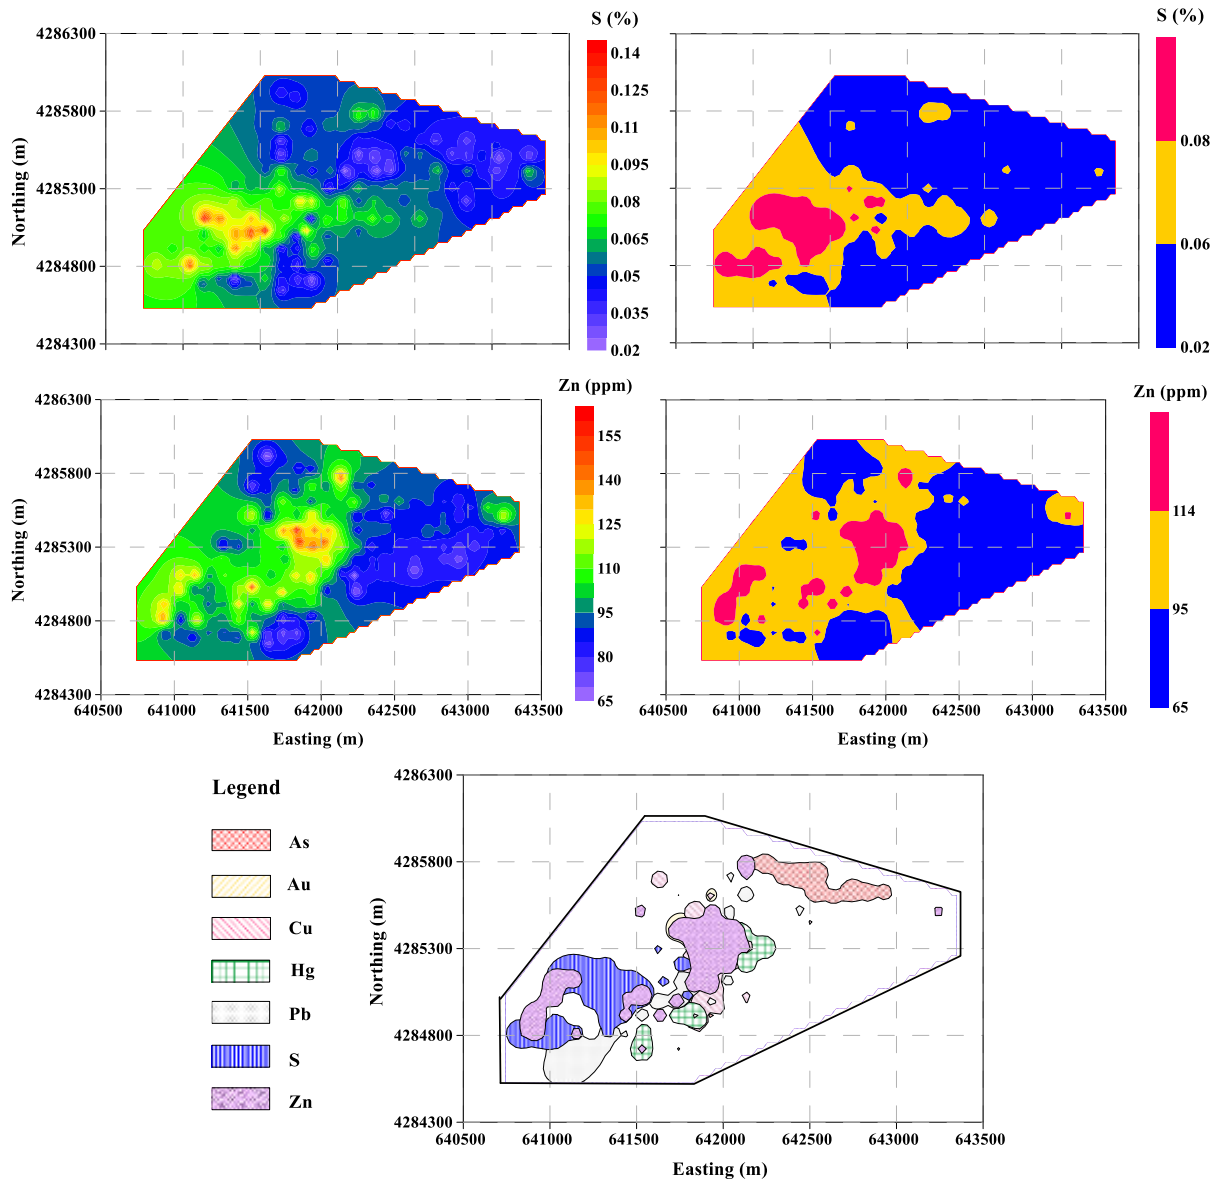 S (%)
S (%)
4286300
4285800
4285300
4284800
4284300
Northing (m)
0.14
0.125
0.11
0.095
0.08
0.065
0.05
0.035
0.02
0.08
0.06
0.02
Zn (ppm)
Zn (ppm)
4286300
4285800
4285300
4284800
4284300
Northing (m)
155
140
125
110
95
80
65
114
95
65
640500 641000 641500 642000 642500 643000 643500
640500 641000 641500 642000 642500 643000 643500
Easting (m)
Easting (m)
Legend
As
Au
Cu
Hg
Pb
S
Zn
4286300
4285800
4285300
4284800
4284300
Northing (m)
640500 641000 641500 642000 642500 643000 643500
Easting (m)